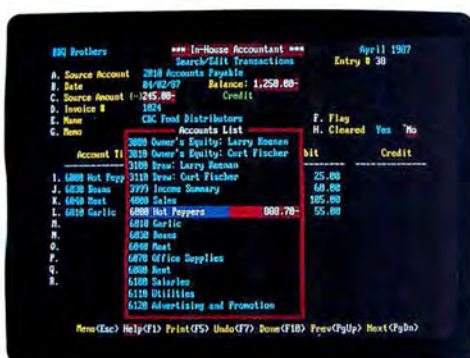 BBQ Brothers *** In-House Accountant *** April 1987
Search/Edit Transactions Entry # 30
A. Source Account 2010 Accounts Payable
B. Date 04/02/87 Balance: 1,250.00-
C. Source Amount (-)245.00- Credit
D. Invoice # 1024
E. Name CBC Food Distributors F. Flag
G. Memo H. Cleared Yes No
Accounts List
Account Ti bit Credit
3000 Owner's Equity: Larry Keenan
3010 Owner's Equity: Curt Fischer
3100 Draw: Larry Keenan
3110 Draw: Curt Fischer
3999 Income Summary
4000 Sales
6000 Hot Peppers 808.70-
6010 Garlic
6030 Beans
6040 Meat
6070 Office Supplies
6080 Rent
6100 Salaries
6110 Utilities
6120 Advertising and Promotion
I. 6000 Hot Pepp 25.00
J. 6030 Beans 60.00
K. 6040 Meat 105.00
L. 6010 Garlic 55.00
M.
N.
O.
P.
Q.
R.
Menu(Esc) Help(F1) Print(F5) Undo(F7) Done(F10) Prev(PgUp) Next(PgDn)